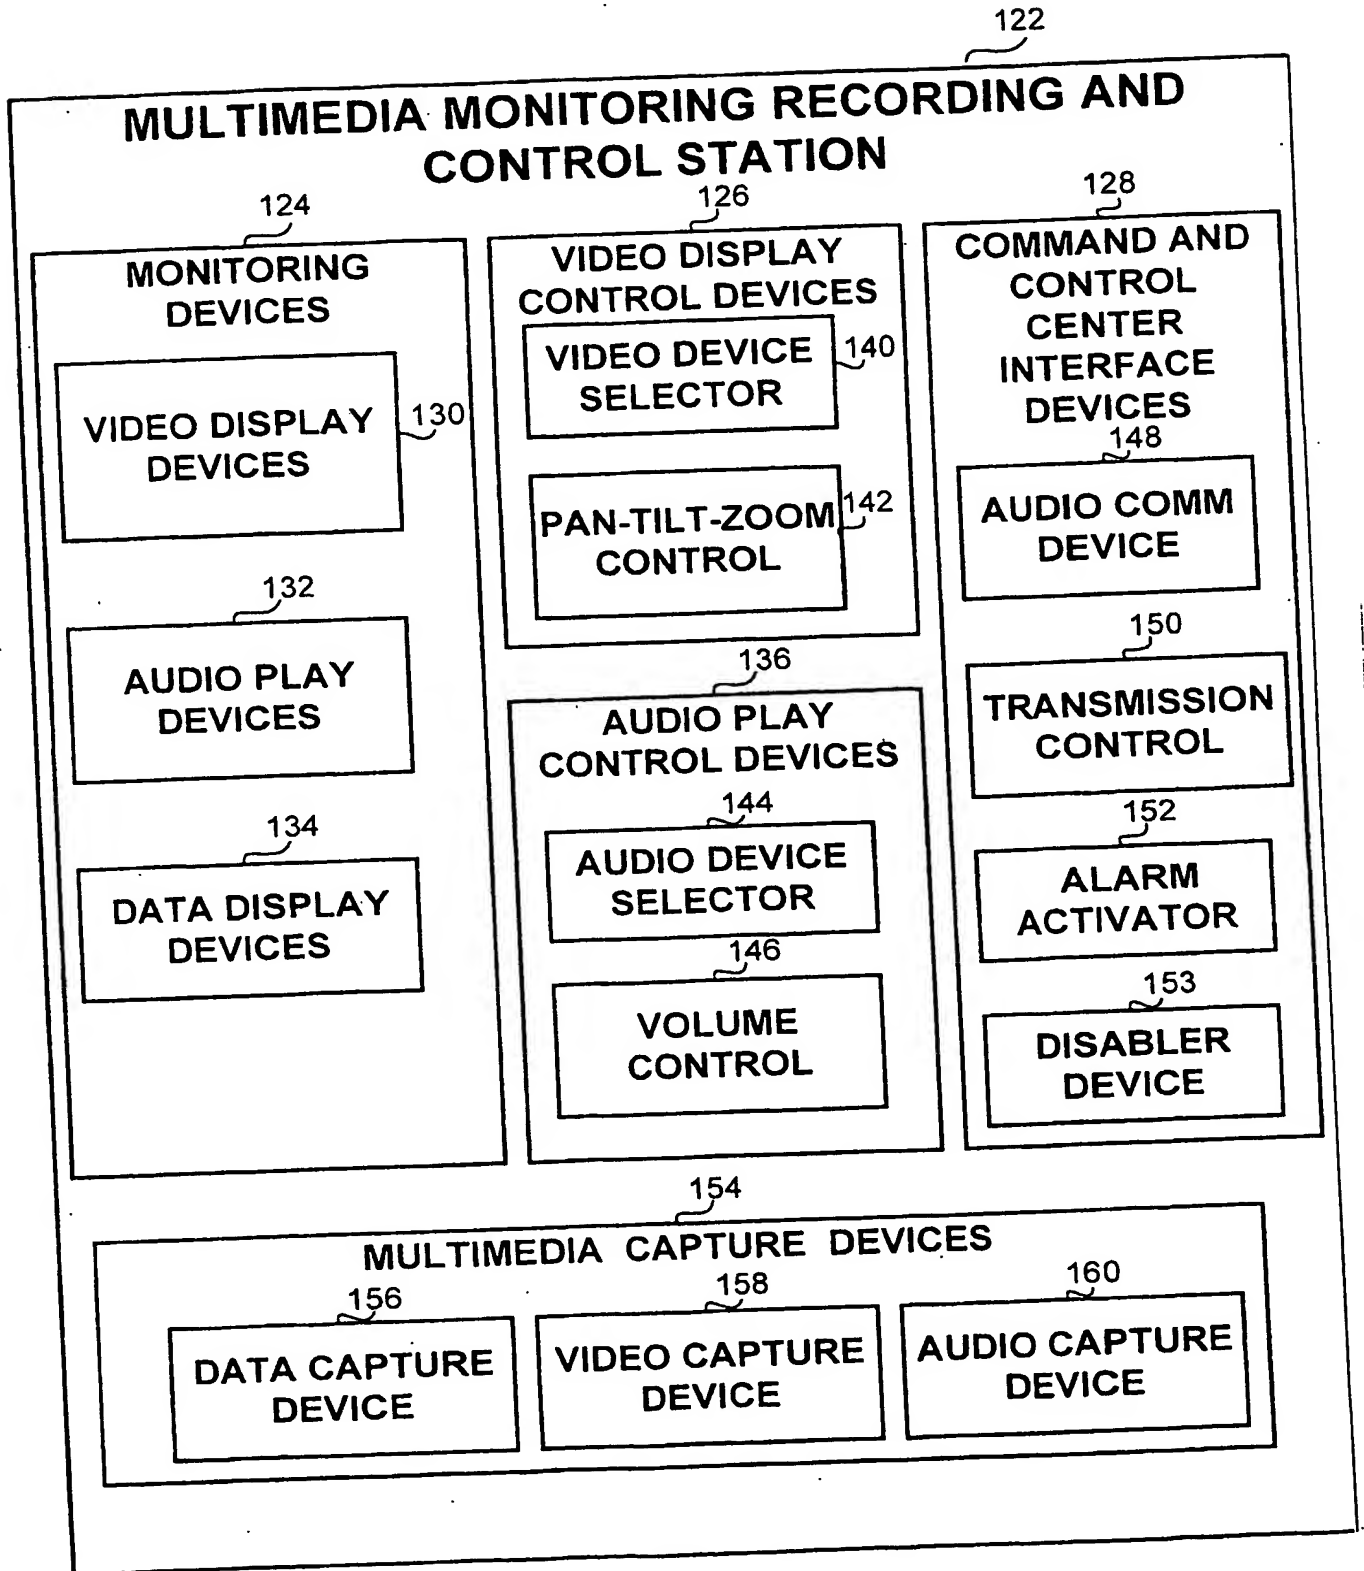 122
MULTIMEDIA MONITORING RECORDING AND
CONTROL STATION
124
MONITORING
DEVICES
VIDEO DISPLAY
DEVICES
130
132
AUDIO PLAY
DEVICES
134
DATA DISPLAY
DEVICES
126
VIDEO DISPLAY
CONTROL DEVICES
VIDEO DEVICE
SELECTOR
140
PAN-TILT-ZOOM
CONTROL
142
136
AUDIO PLAY
CONTROL DEVICES
144
AUDIO DEVICE
SELECTOR
146
VOLUME
CONTROL
128
COMMAND AND
CONTROL
CENTER
INTERFACE
DEVICES
148
AUDIO COMM
DEVICE
150
TRANSMISSION
CONTROL
152
ALARM
ACTIVATOR
153
DISABLER
DEVICE
154
MULTIMEDIA CAPTURE DEVICES
156
DATA CAPTURE
DEVICE
158
VIDEO CAPTURE
DEVICE
160
AUDIO CAPTURE
DEVICE